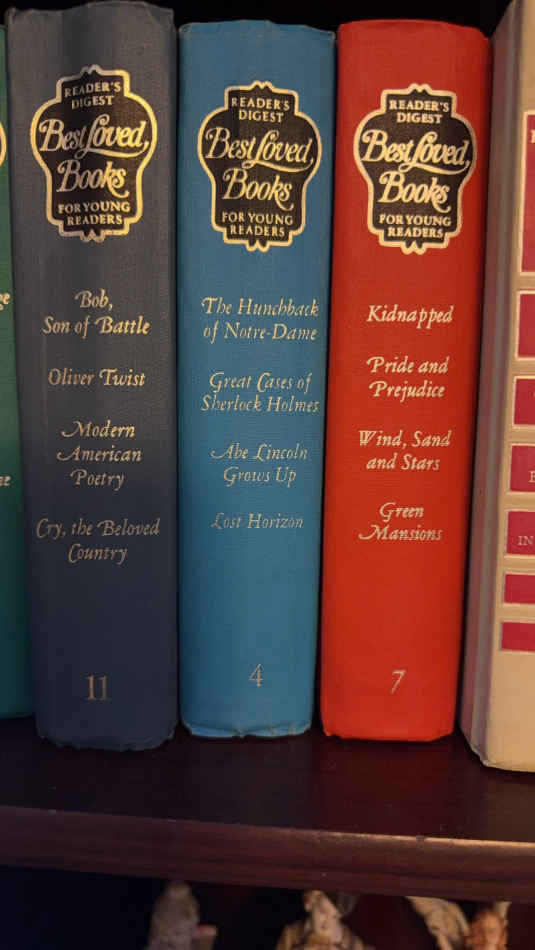 READER'S
DIGEST
Best Loved
Books
FOR YOUNG
READERS
Bob,
Son of Battle
Oliver Twist
Modern
American
Poetry
Cry, the Beloved
Country
11
READER'S
DIGEST
Best Loved
Books
FOR YOUNG
READERS
The Hunchback
of Notre-Dame
Great Cases of
Sherlock Holmes
Abe Lincoln
Grows Up
Lost Horizon
4
READER'S
DIGEST
Best Loved
Books
FOR YOUNG
READERS
Kidnapped
Pride and
Prejudice
Wind, Sand
and Stars
Green
Mansions
7
IN